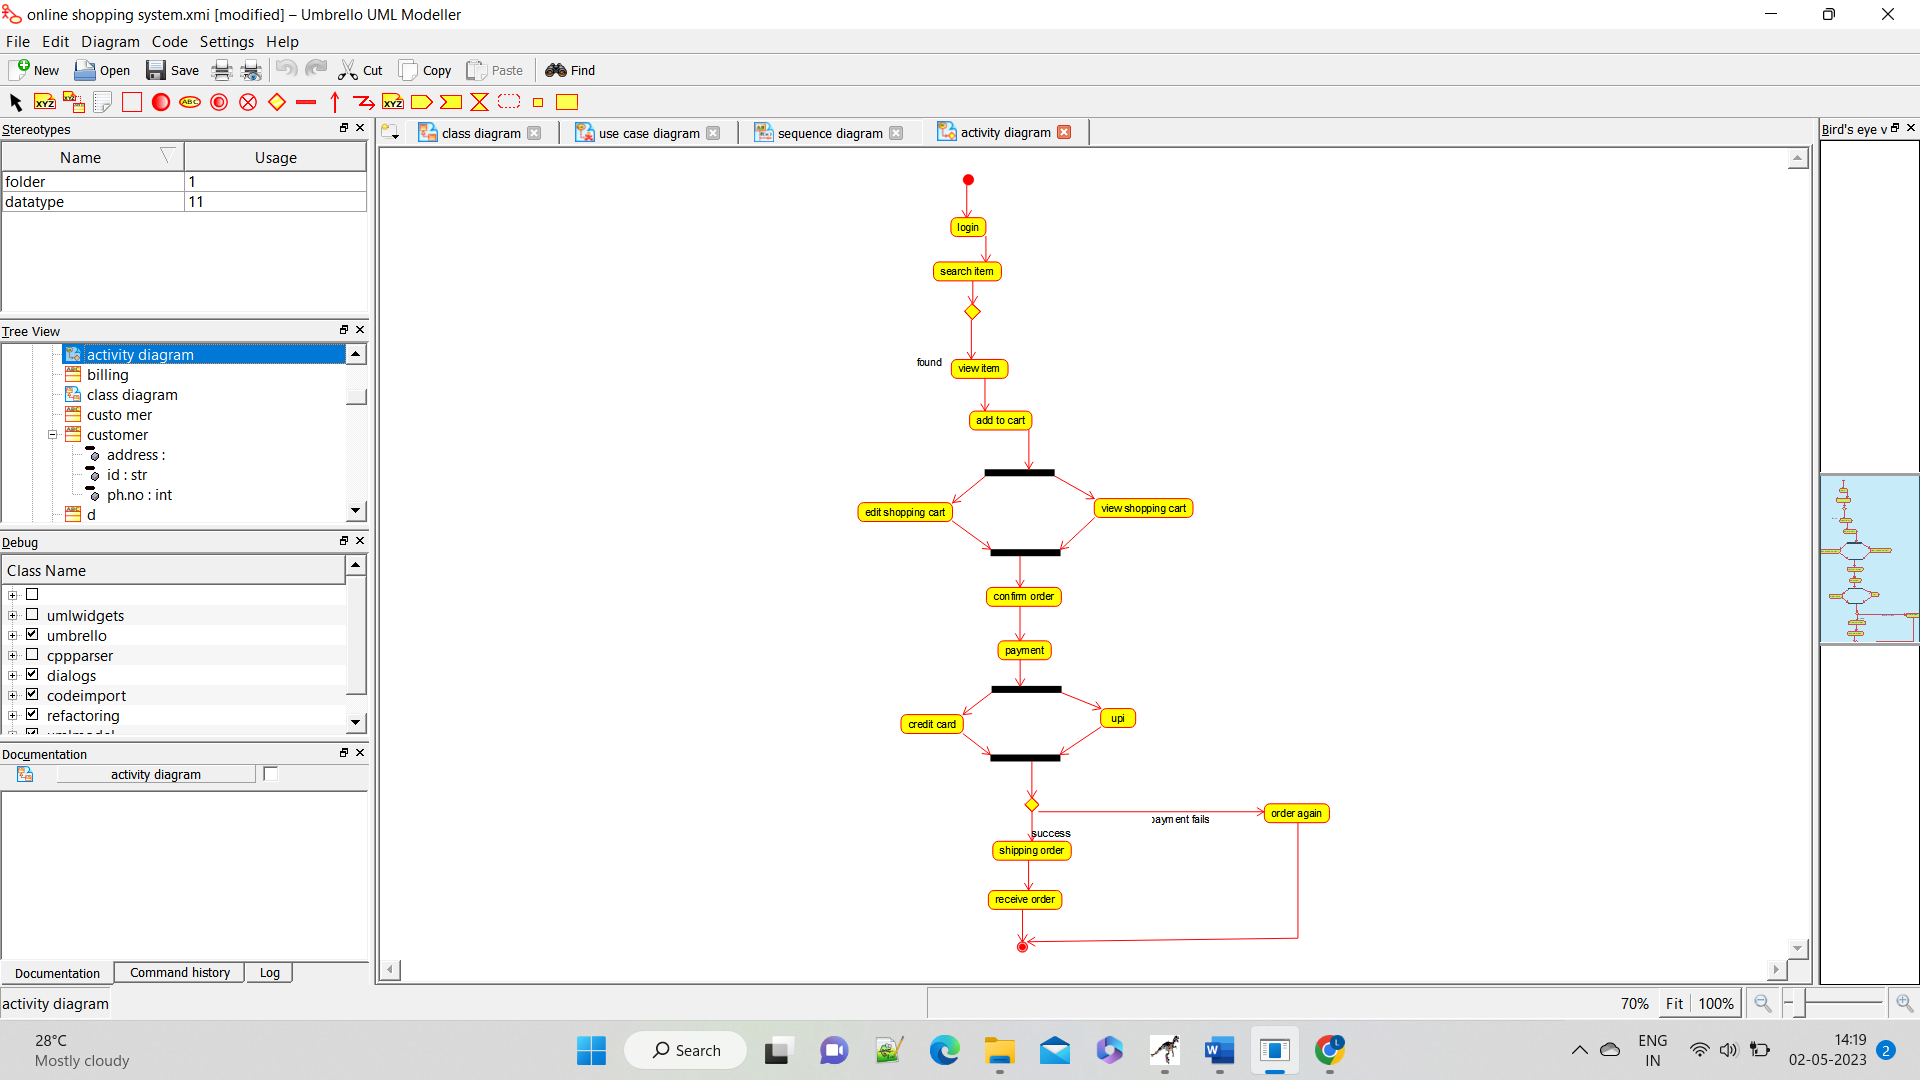 online shopping system.xmi [modified] – Umbrello UML Modeller
File Edit Diagram Code Settings Help
New Open Save Cut Copy Paste Find
XYZ ABC XYZ
Stereotypes
Name Usage
folder 1
datatype 11
Tree View
activity diagram
billing
class diagram
custo mer
customer
address :
id : str
ph.no : int
d
Debug
Class Name
umlwidgets
umbrello
cppparser
dialogs
codeimport
refactoring
umlmodel
Documentation
activity diagram
Documentation Command history Log
class diagram use case diagram sequence diagram activity diagram
login
search item
found
view item
add to cart
edit shopping cart
view shopping cart
confirm order
payment
credit card
upi
payment fails
order again
success
shipping order
receive order
Bird's eye v
activity diagram
70% Fit 100%
28°C
Mostly cloudy
Search
ENG
IN
14:19
02-05-2023
2